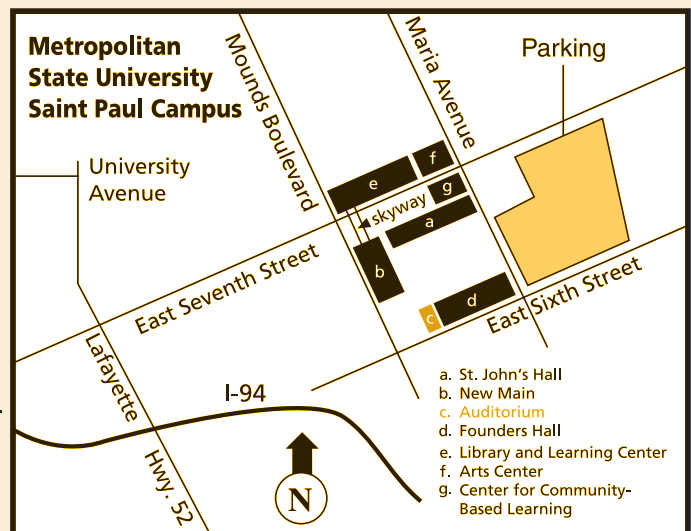 Metropolitan
State University
Saint Paul Campus
Mounds Boulevard
Maria Avenue
Parking
University
Avenue
e
f
g
skyway
a
b
East Seventh Street
d
c
East Sixth Street
Lafayette
Hwy. 52
I-94
N
a. St. John's Hall
b. New Main
c. Auditorium
d. Founders Hall
e. Library and Learning Center
f. Arts Center
g. Center for Community-
Based Learning